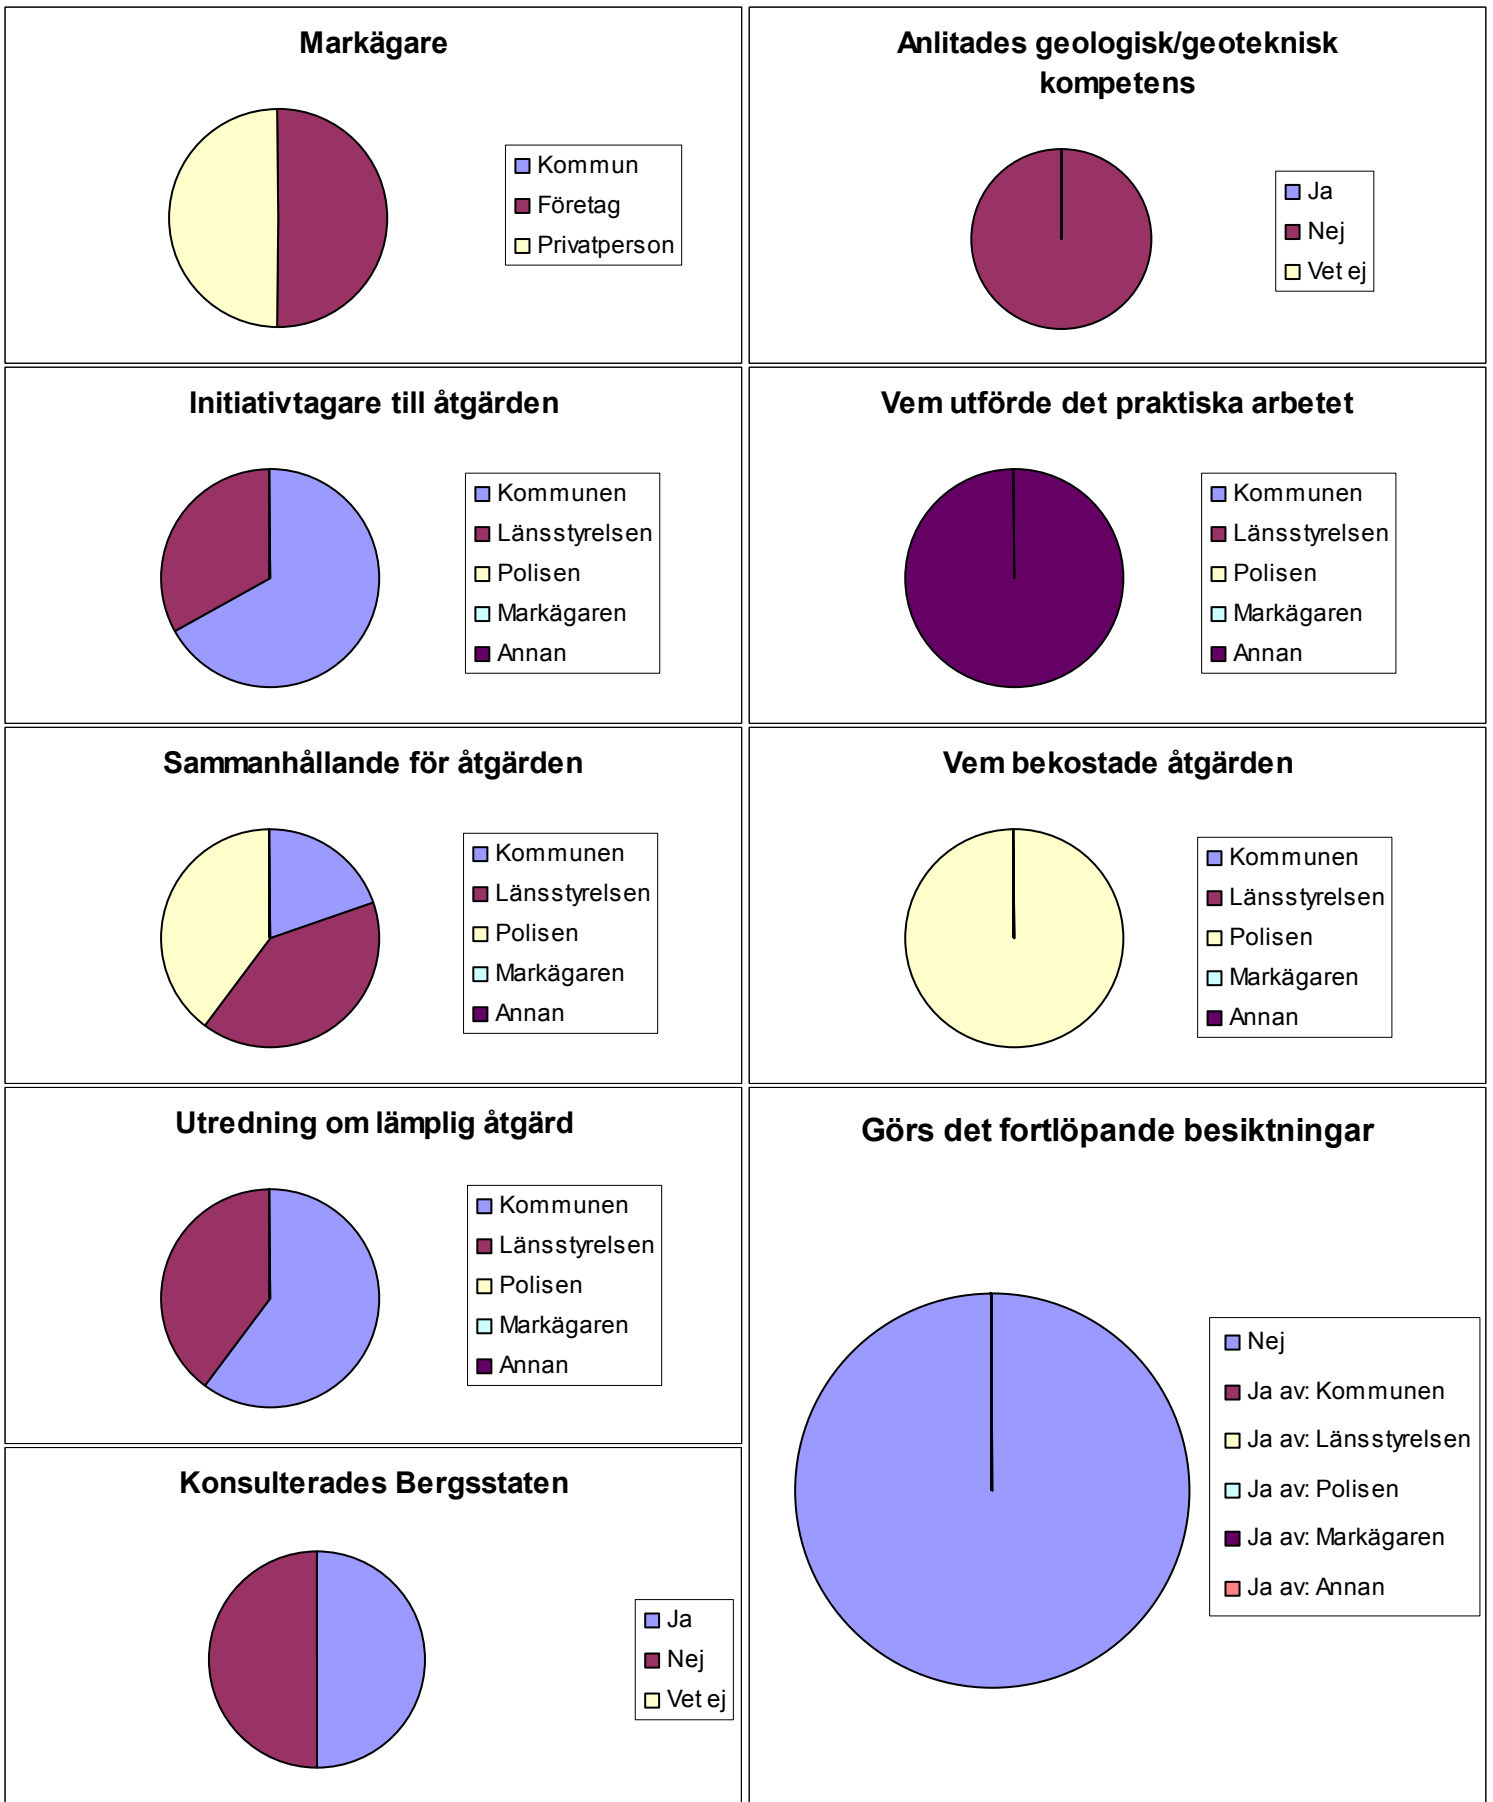 Markägare
Kommun
Företag
Privatperson
Anlitades geologisk/geoteknisk
kompetens
Ja
Nej
Vet ej
Initiativtagare till åtgärden
Kommunen
Länsstyrelsen
Polisen
Markägaren
Annan
Vem utförde det praktiska arbetet
Kommunen
Länsstyrelsen
Polisen
Markägaren
Annan
Sammanhållande för åtgärden
Kommunen
Länsstyrelsen
Polisen
Markägaren
Annan
Vem bekostade åtgärden
Kommunen
Länsstyrelsen
Polisen
Markägaren
Annan
Utredning om lämplig åtgärd
Kommunen
Länsstyrelsen
Polisen
Markägaren
Annan
Görs det fortlöpande besiktningar
Nej
Ja av: Kommunen
Ja av: Länsstyrelsen
Ja av: Polisen
Ja av: Markägaren
Ja av: Annan
Konsulterades Bergsstaten
Ja
Nej
Vet ej